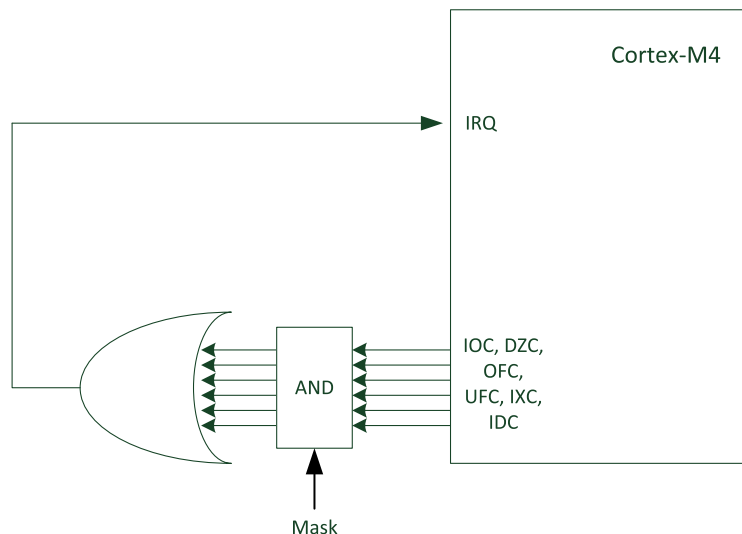 Cortex-M4
IRQ
IOC, DZC,
OFC,
UFC, IXC,
IDC
AND
Mask